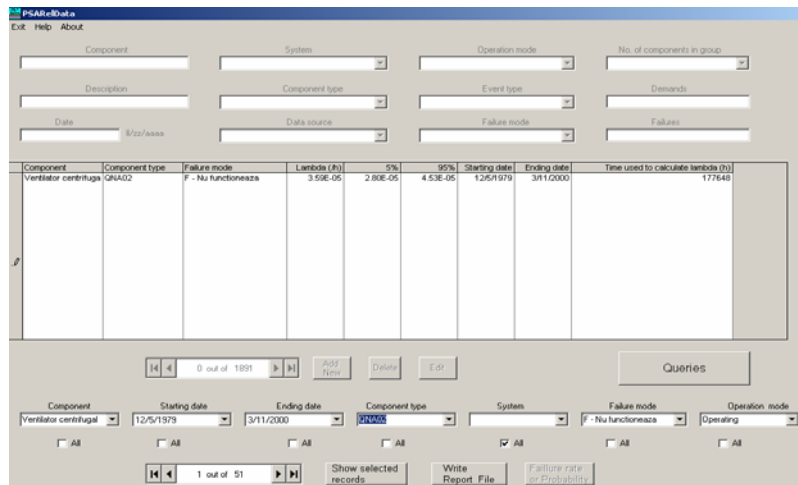 PSARelData
Exit Help About
Component System Operation mode No. of components in group
Description Component type Event type Demands
Date Data source Failure mode Failures
ll/zz/aaaa
Component Component type Failure mode Lambda (/h) 5% 95% Starting date Ending date Time used to calculate lambda (h)
Ventilator centrifuga QNA02 F - Nu functioneaza 3.59E-05 2.80E-05 4.53E-05 12/5/1979 3/11/2000 177648
0 out of 1891 Add New Delete Edit Queries
Component Starting date Ending date Component type System Failure mode Operation mode
Ventilator centrifugal 12/5/1979 3/11/2000 QNA02 F - Nu functioneaza Operating
All All All All All All All
1 out of 51 Show selected records Write Report File Faillure rate or Probability